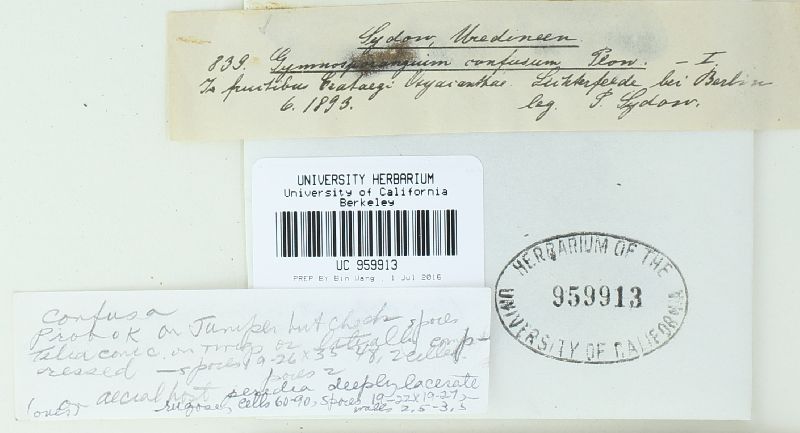 Sydow, Uredineen.
839. Gymnosporangium confusum Plow. – I.
In fructibus Crataegi Oxyacanthae. Lichterfelde bei Berlin
6. 1893. leg. P. Sydow.
UNIVERSITY HERBARIUM
University of California
Berkeley
UC 959913
PREP BY Bin Wang, 1 Jul 2016
HERBARIUM OF THE
959913
UNIVERSITY OF CALIFORNIA
confusa
Prob OK on Juniper but check spores
telia conic. on twigs or laterally comp-
ressed – spores 19-26 x 35-48, 2 celled
spores 2
on aecial host peridia deeply lacerate
(over) rugose, cells 60-90, spores 19-22 x 19-27,
walls 2,5-3,5